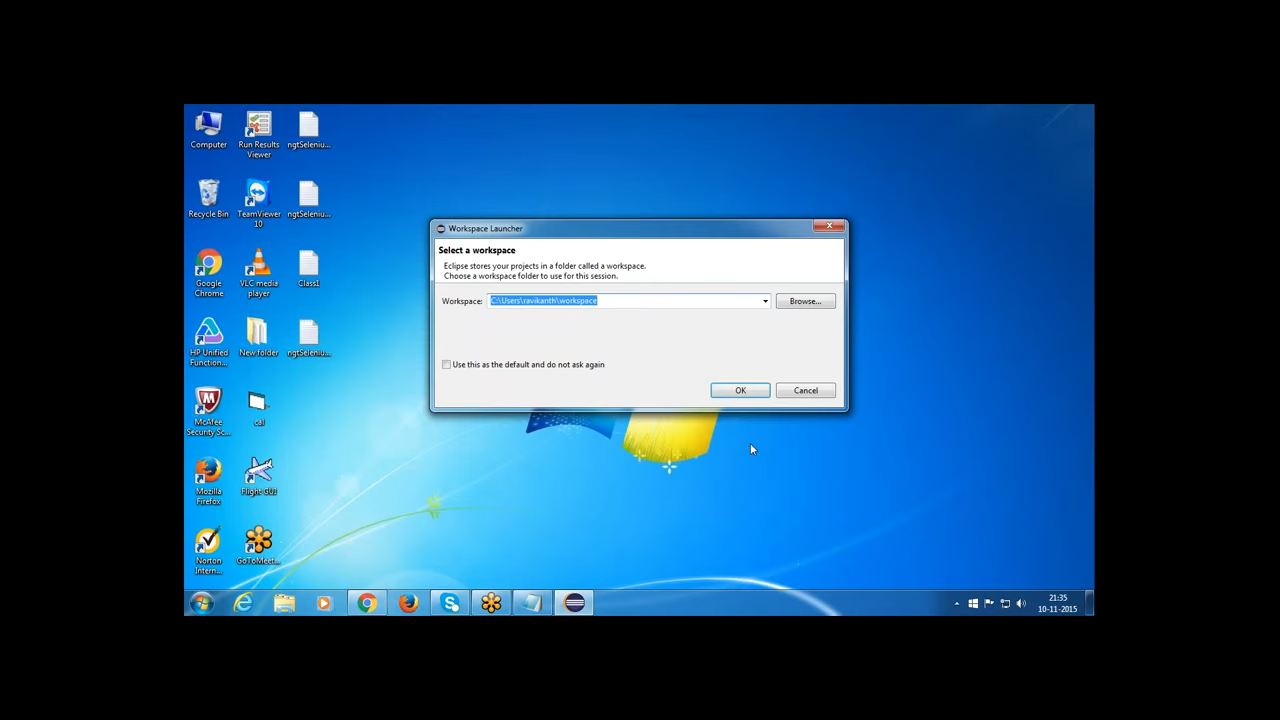 Computer
Run Results
Viewer
ngtSeleniu...
Recycle Bin
TeamViewer
10
ngtSeleniu...
Google
Chrome
VLC media
player
Class1
HP Unified
Function...
New folder
ngtSeleniu...
McAfee
Security Sc...
cal
Mozilla
Firefox
Flight GUI
Norton
Intern...
GoToMeet...
Workspace Launcher
Select a workspace
Eclipse stores your projects in a folder called a workspace.
Choose a workspace folder to use for this session.
Workspace: C:\Users\ravikanth\workspace Browse...
Use this as the default and do not ask again
OK Cancel
21:35
10-11-2015